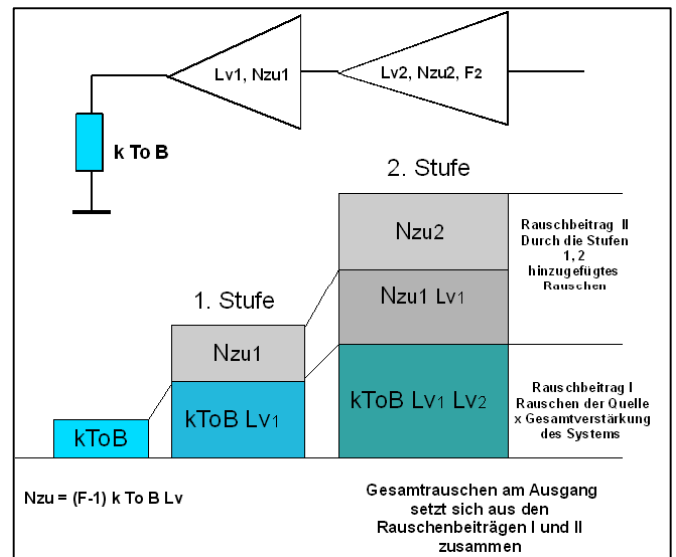 Lv1, Nzu1
Lv2, Nzu2, F2
k To B
2. Stufe
Nzu2
Nzu1 Lv1
kToB Lv1 Lv2
1. Stufe
Nzu1
kToB Lv1
kToB
Rauschbeitrag II
Durch die Stufen
1, 2
hinzugefügtes
Rauschen
Rauschbeitrag I
Rauschen der Quelle
x Gesamtverstärkung
des Systems
Nzu = (F-1) k To B Lv
Gesamtrauschen am Ausgang
setzt sich aus den
Rauschenbeiträgen I und II
zusammen